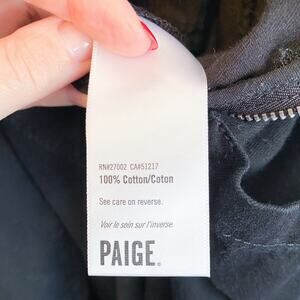 RN#27002 CA#51217
100% Cotton/Coton
See care on reverse.
Voir le soin sur l'inverse.
PAIGE®